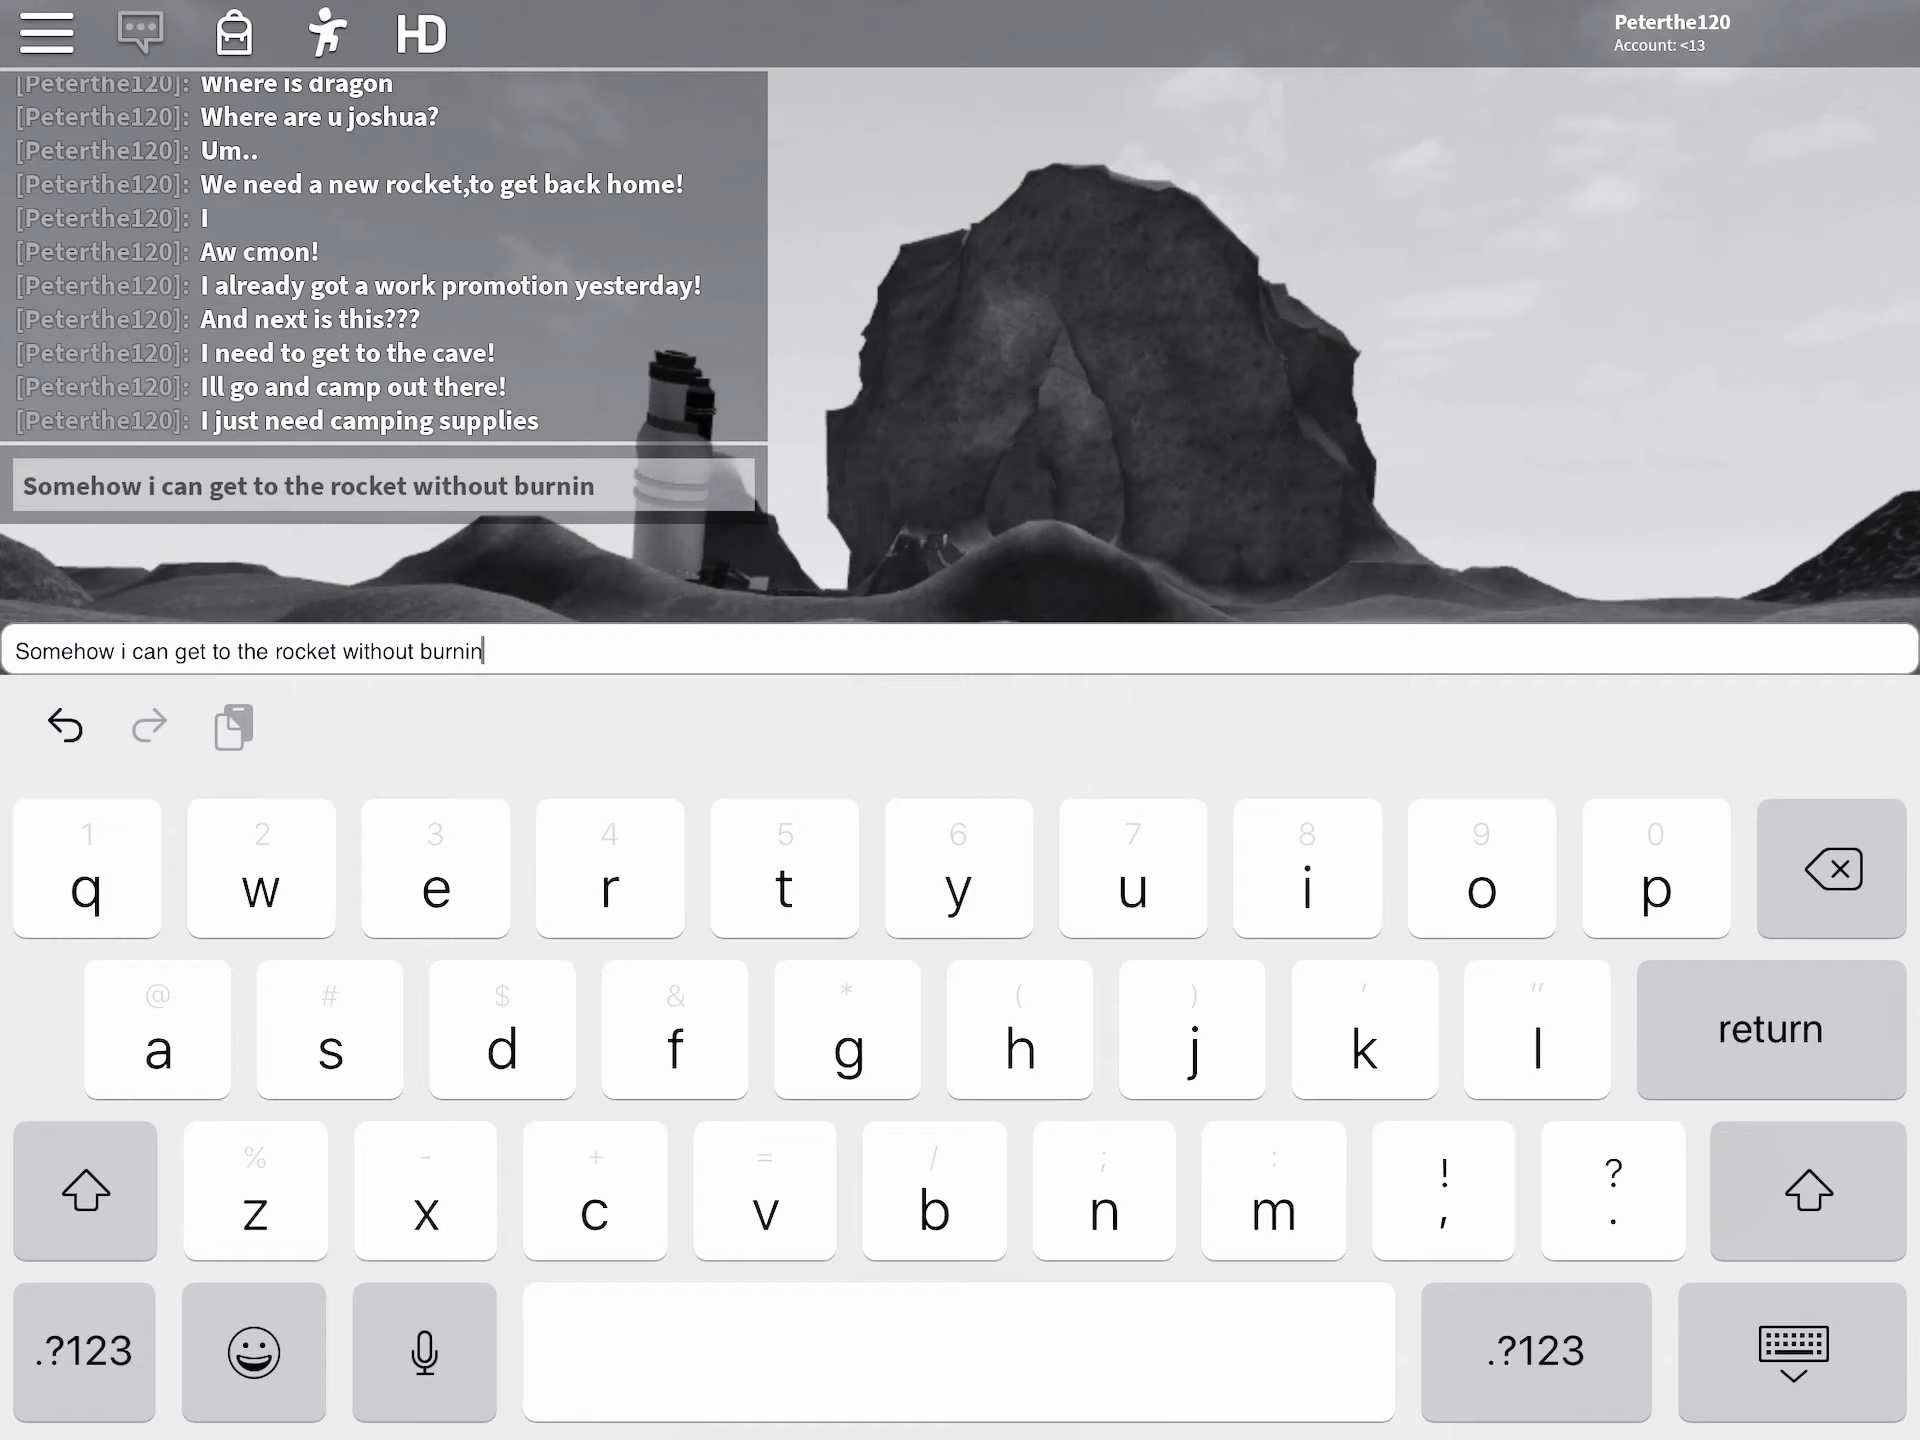 HD
Peterthe120
Account: <13
[Peterthe120]: Where is dragon
[Peterthe120]: Where are u joshua?
[Peterthe120]: Um..
[Peterthe120]: We need a new rocket,to get back home!
[Peterthe120]: I
[Peterthe120]: Aw cmon!
[Peterthe120]: I already got a work promotion yesterday!
[Peterthe120]: And next is this???
[Peterthe120]: I need to get to the cave!
[Peterthe120]: Ill go and camp out there!
[Peterthe120]: I just need camping supplies
Somehow i can get to the rocket without burnin
Somehow i can get to the rocket without burnin
1 2 3 4 5 6 7 8 9 0
q w e r t y u i o p
@ # $ & * ( ) ' "
a s d f g h j k l return
% - + = / ; : ! ?
z x c v b n m , .
.?123 .?123